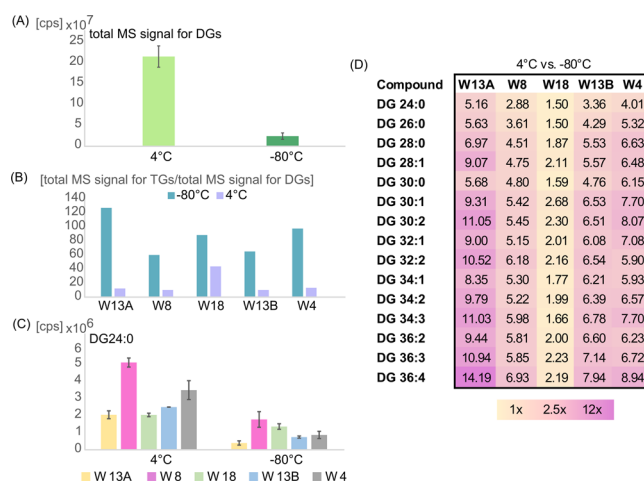 (A)
[cps] x10⁷
total MS signal for DGs
25
20
15
10
5
0
4°C -80°C
(B) [total MS signal for TGs/total MS signal for DGs]
-80°C 4°C
140
120
100
80
60
40
20
0
W13A W8 W18 W13B W4
(C) [cps] x10⁶
DG24:0
6
5
4
3
2
1
0
4°C -80°C
W 13A W 8 W 18 W 13B W 4
(D) 4°C vs. -80°C
Compound W13A W8 W18 W13B W4
DG 24:0 5.16 2.88 1.50 3.36 4.01
DG 26:0 5.63 3.61 1.50 4.29 5.32
DG 28:0 6.97 4.51 1.87 5.53 6.63
DG 28:1 9.07 4.75 2.11 5.57 6.48
DG 30:0 5.68 4.80 1.59 4.76 6.15
DG 30:1 9.31 5.42 2.68 6.53 7.70
DG 30:2 11.05 5.45 2.30 6.51 8.07
DG 32:1 9.00 5.15 2.01 6.08 7.08
DG 32:2 10.52 6.18 2.16 6.54 5.90
DG 34:1 8.35 5.30 1.77 6.21 5.93
DG 34:2 9.79 5.22 1.99 6.39 6.57
DG 34:3 11.03 5.98 1.66 6.78 7.70
DG 36:2 9.44 5.81 2.00 6.60 6.23
DG 36:3 10.94 5.85 2.23 7.14 6.72
DG 36:4 14.19 6.93 2.19 7.94 8.94
1x 2.5x 12x